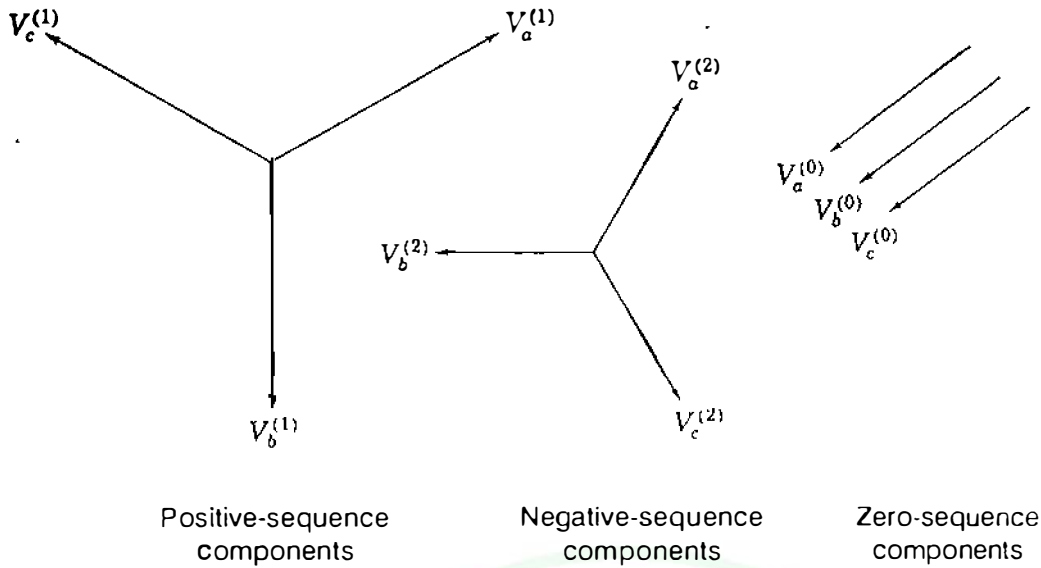 V_c^(1)
V_a^(1)
V_b^(1)
V_a^(2)
V_b^(2)
V_c^(2)
V_a^(0)
V_b^(0)
V_c^(0)
Positive-sequence
components
Negative-sequence
components
Zero-sequence
components